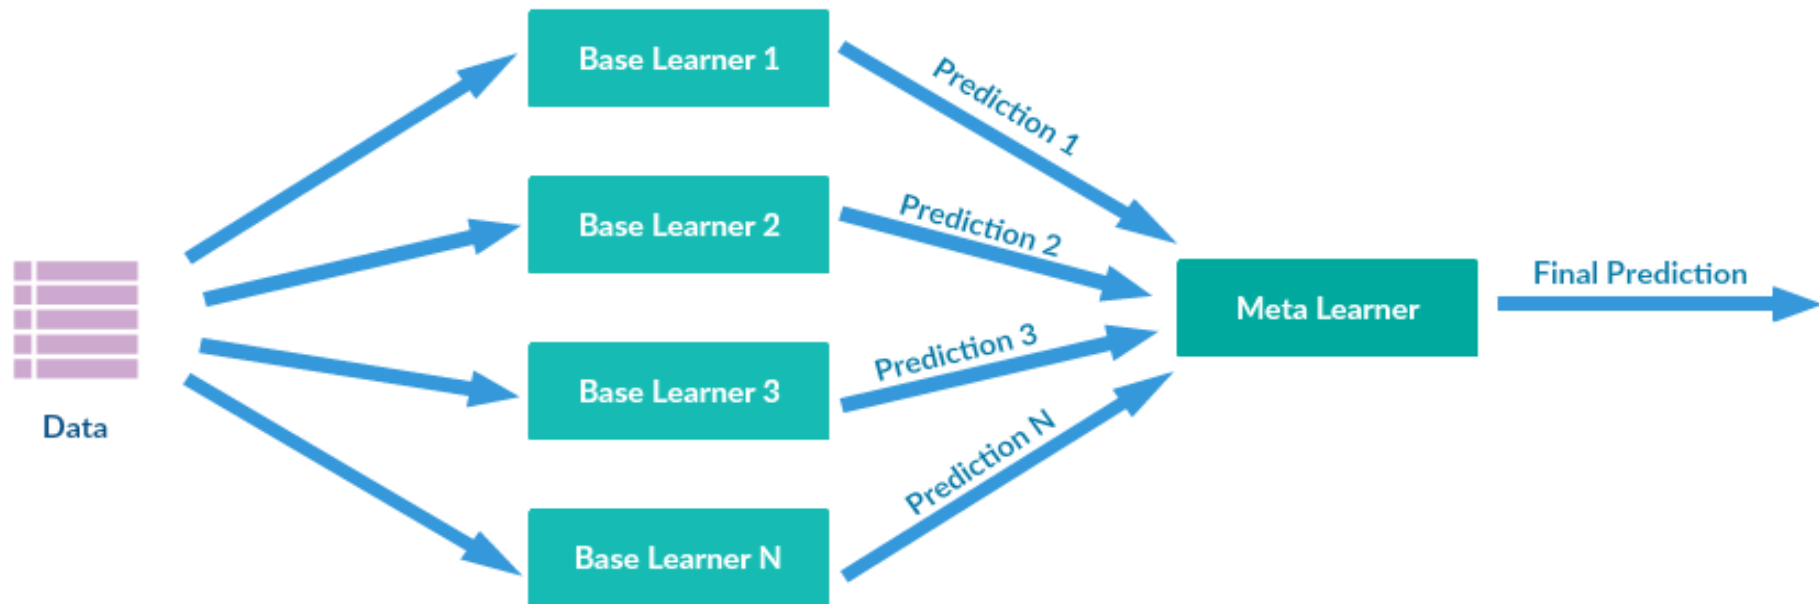 Data
Base Learner 1
Base Learner 2
Base Learner 3
Base Learner N
Prediction 1
Prediction 2
Prediction 3
Prediction N
Meta Learner
Final Prediction